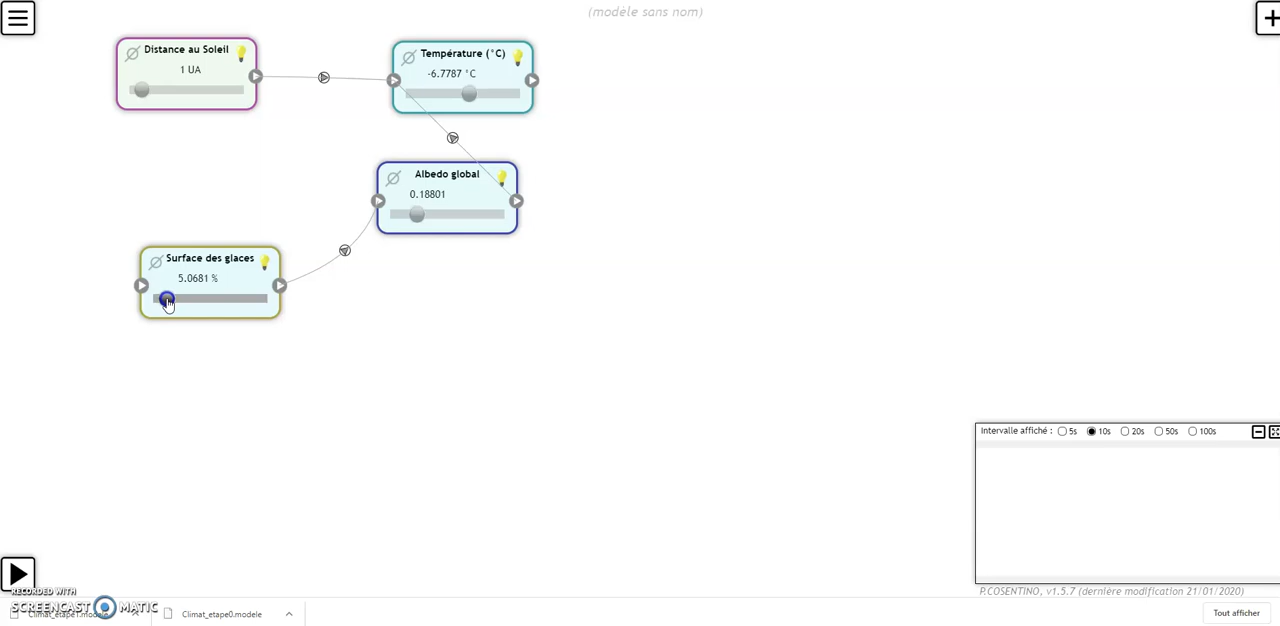 (modèle sans nom)
Distance au Soleil
1 UA
Température (°C)
-6.7787 °C
Albedo global
0.18801
Surface des glaces
5.0681 %
Intervalle affiché : 5s 10s 20s 50s 100s
P.COSENTINO, v1.5.7 (dernière modification 21/01/2020)
RECORDED WITH
SCREENCAST MATIC
Climat_etape1.modele
Climat_etape0.modele
Tout afficher